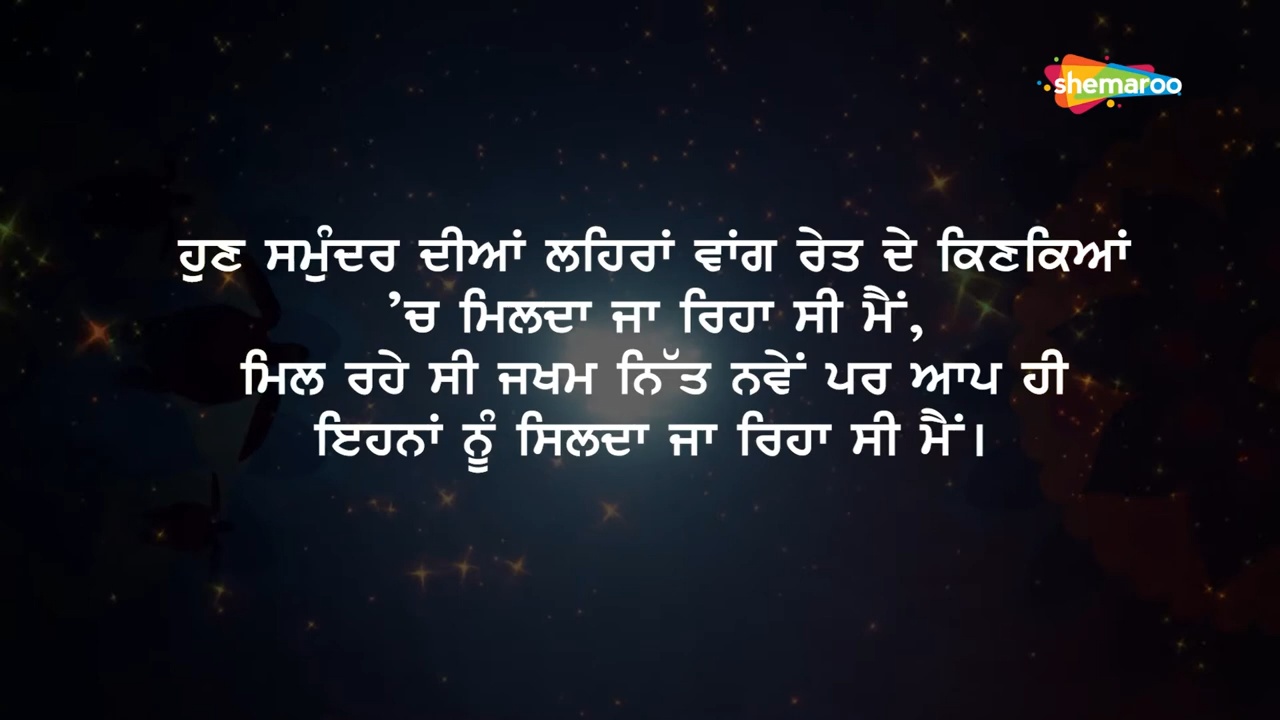 shemaroo
ਹੁਣ ਸਮੁੰਦਰ ਦੀਆਂ ਲਹਿਰਾਂ ਵਾਂਗ ਰੇਤ ਦੇ ਕਿਣਕਿਆਂ
’ਚ ਮਿਲਦਾ ਜਾ ਰਿਹਾ ਸੀ ਮੈਂ,
ਮਿਲ ਰਹੇ ਸੀ ਜਖਮ ਨਿੱਤ ਨਵੇਂ ਪਰ ਆਪ ਹੀ
ਇਹਨਾਂ ਨੂੰ ਸਿਲਦਾ ਜਾ ਰਿਹਾ ਸੀ ਮੈਂ।